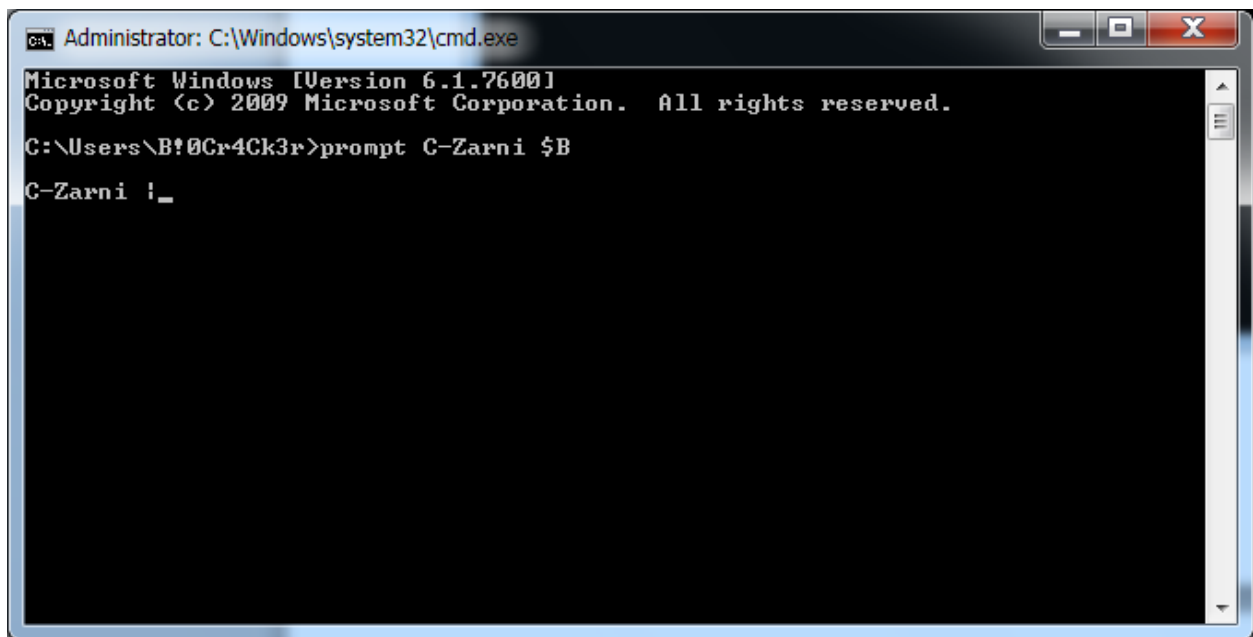 Administrator: C:\Windows\system32\cmd.exe
Microsoft Windows [Version 6.1.7600]
Copyright (c) 2009 Microsoft Corporation.  All rights reserved.
C:\Users\B!0Cr4Ck3r>prompt C-Zarni $B
C-Zarni |_